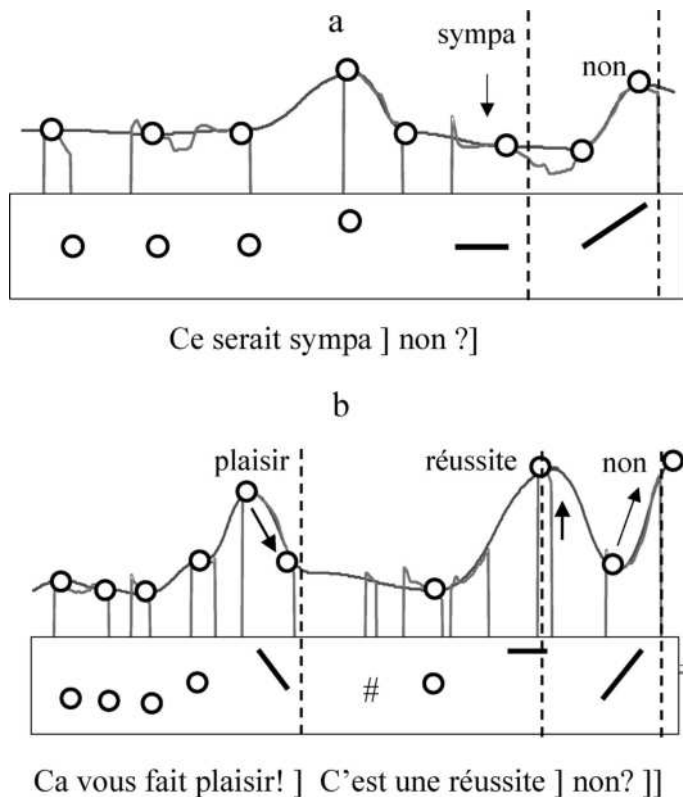 a
sympa
non
Ce serait sympa ] non ?]
b
plaisir
réussite
non
#
Ca vous fait plaisir! ] C'est une réussite ] non? ]]